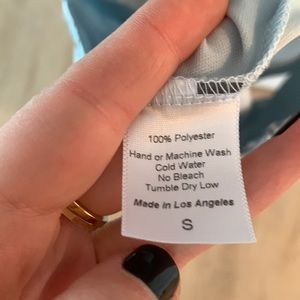 100% Polyester
Hand or Machine Wash
Cold Water
No Bleach
Tumble Dry Low
Made in Los Angeles
S